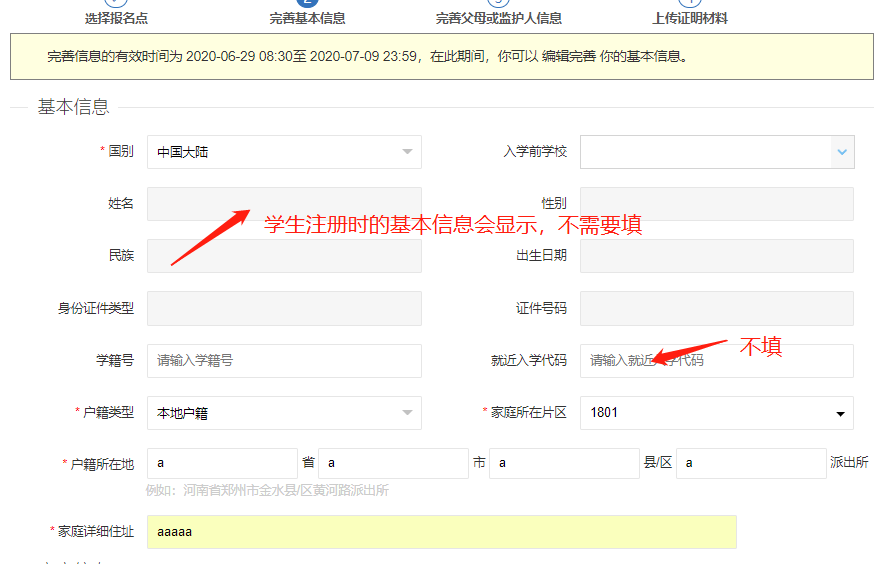 选择报名点 完善基本信息 完善父母或监护人信息 上传证明材料
完善信息的有效时间为 2020-06-29 08:30至 2020-07-09 23:59，在此期间，你可以 编辑完善 你的基本信息。
基本信息
* 国别 中国大陆 入学前学校
姓名 性别
学生注册时的基本信息会显示，不需要填
民族 出生日期
身份证件类型 证件号码
不填
学籍号 请输入学籍号 就近入学代码 请输入就近入学代码
* 户籍类型 本地户籍 * 家庭所在片区 1801
* 户籍所在地 a 省 a 市 a 县/区 a 派出所
例如：河南省郑州市金水县/区黄河路派出所
* 家庭详细住址 aaaaa